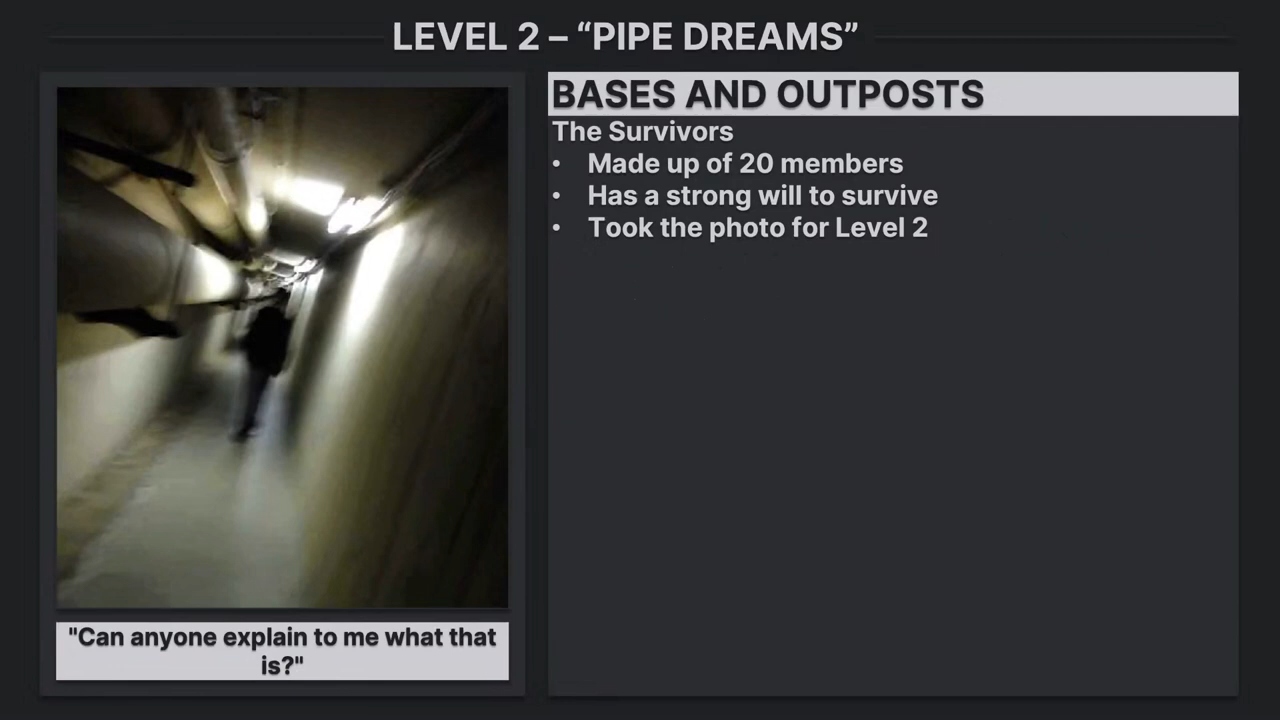 LEVEL 2 – “PIPE DREAMS”
BASES AND OUTPOSTS
The Survivors
• Made up of 20 members
• Has a strong will to survive
• Took the photo for Level 2
"Can anyone explain to me what that
is?"